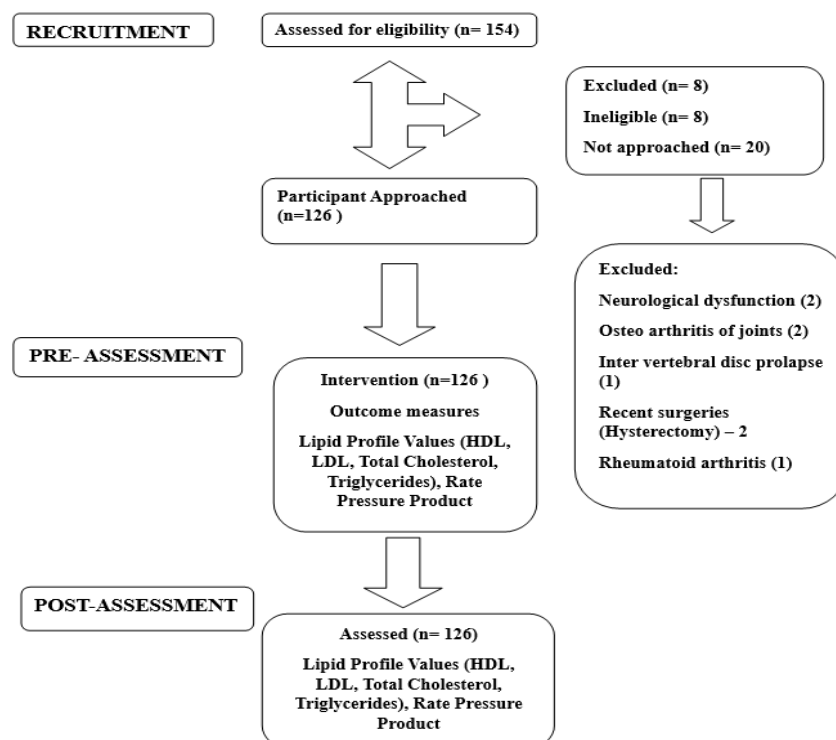 RECRUITMENT
Assessed for eligibility (n= 154)
Excluded (n= 8)
Ineligible (n= 8)
Not approached (n= 20)
Participant Approached
(n=126 )
Excluded:
Neurological dysfunction (2)
Osteo arthritis of joints (2)
Inter vertebral disc prolapse
(1)
Recent surgeries
(Hysterectomy) – 2
Rheumatoid arthritis (1)
PRE- ASSESSMENT
Intervention (n=126 )
Outcome measures
Lipid Profile Values (HDL,
LDL, Total Cholesterol,
Triglycerides), Rate
Pressure Product
POST-ASSESSMENT
Assessed (n= 126)
Lipid Profile Values (HDL,
LDL, Total Cholesterol,
Triglycerides), Rate Pressure
Product